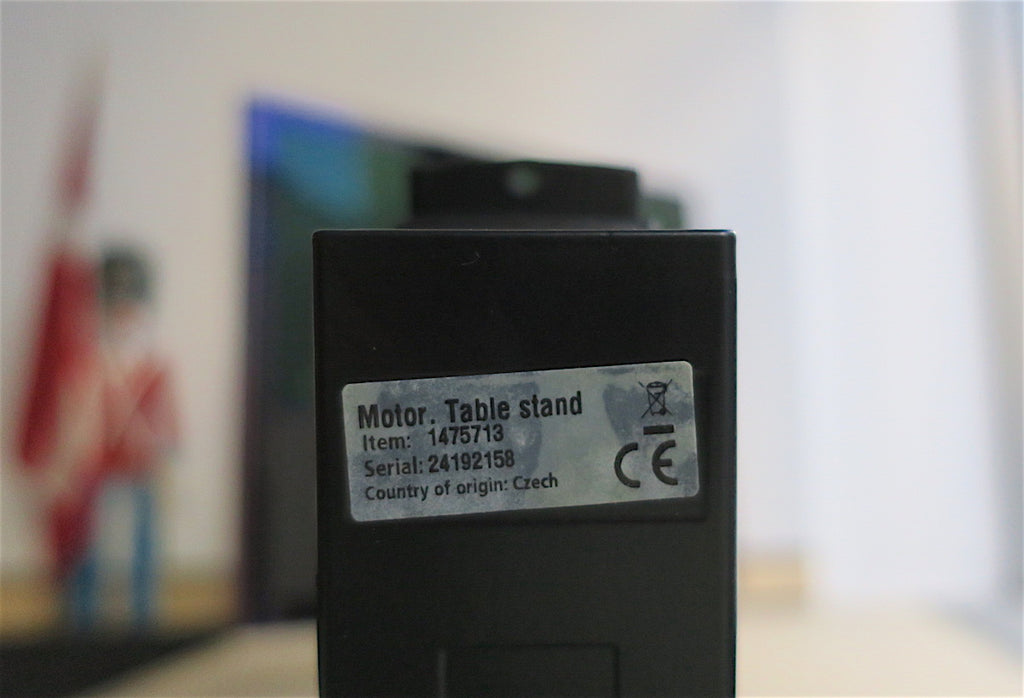 Motor. Table stand
Item: 1475713
Serial: 24192158
Country of origin: Czech
CE